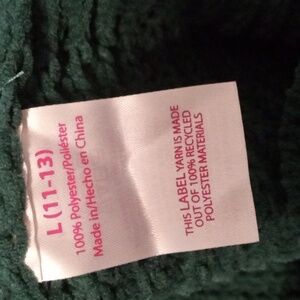 L (11-13)
100% Polyester/Poliéster
Made in/Hecho en China
THIS LABEL YARN IS MADE
OUT OF 100% RECYCLED
POLYESTER MATERIALS